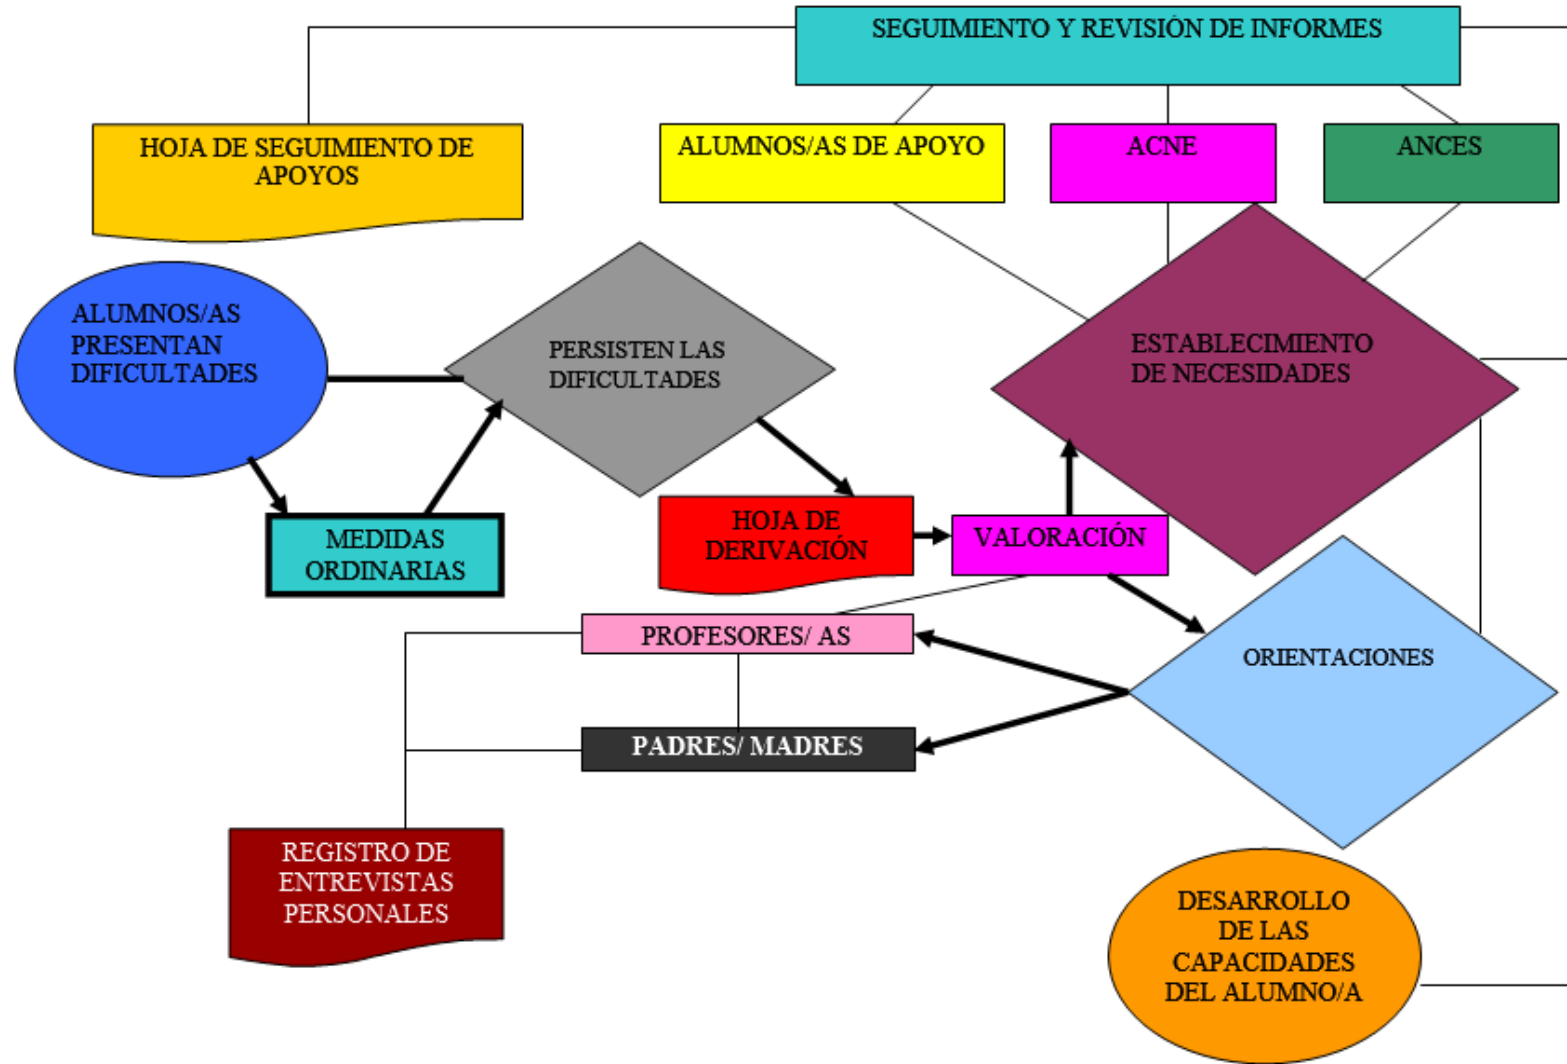 SEGUIMIENTO Y REVISIÓN DE INFORMES
HOJA DE SEGUIMIENTO DE
APOYOS
ALUMNOS/AS DE APOYO
ACNE
ANCES
ALUMNOS/AS
PRESENTAN
DIFICULTADES
PERSISTEN LAS
DIFICULTADES
ESTABLECIMIENTO
DE NECESIDADES
MEDIDAS
ORDINARIAS
HOJA DE
DERIVACIÓN
VALORACIÓN
PROFESORES/ AS
ORIENTACIONES
PADRES/ MADRES
REGISTRO DE
ENTREVISTAS
PERSONALES
DESARROLLO
DE LAS
CAPACIDADES
DEL ALUMNO/A